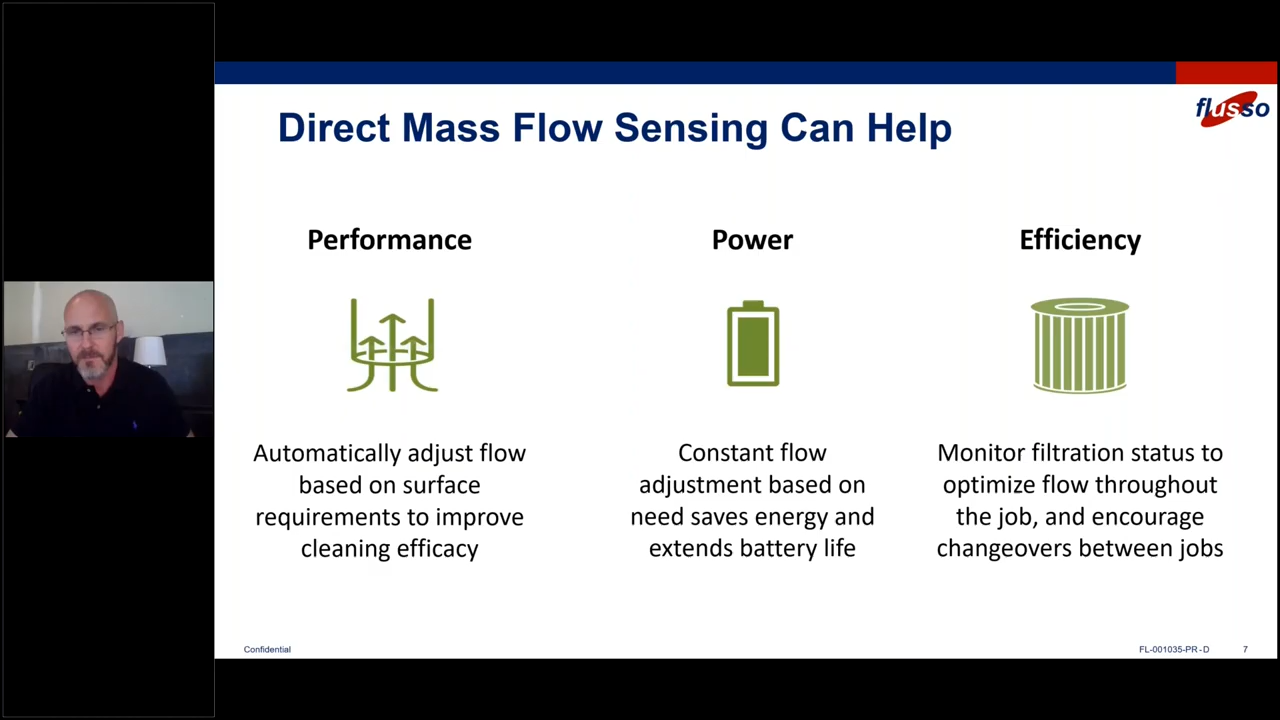 Direct Mass Flow Sensing Can Help
flusso
Performance
Automatically adjust flow
based on surface
requirements to improve
cleaning efficacy
Power
Constant flow
adjustment based on
need saves energy and
extends battery life
Efficiency
Monitor filtration status to
optimize flow throughout
the job, and encourage
changeovers between jobs
Confidential
FL-001035-PR-D
7